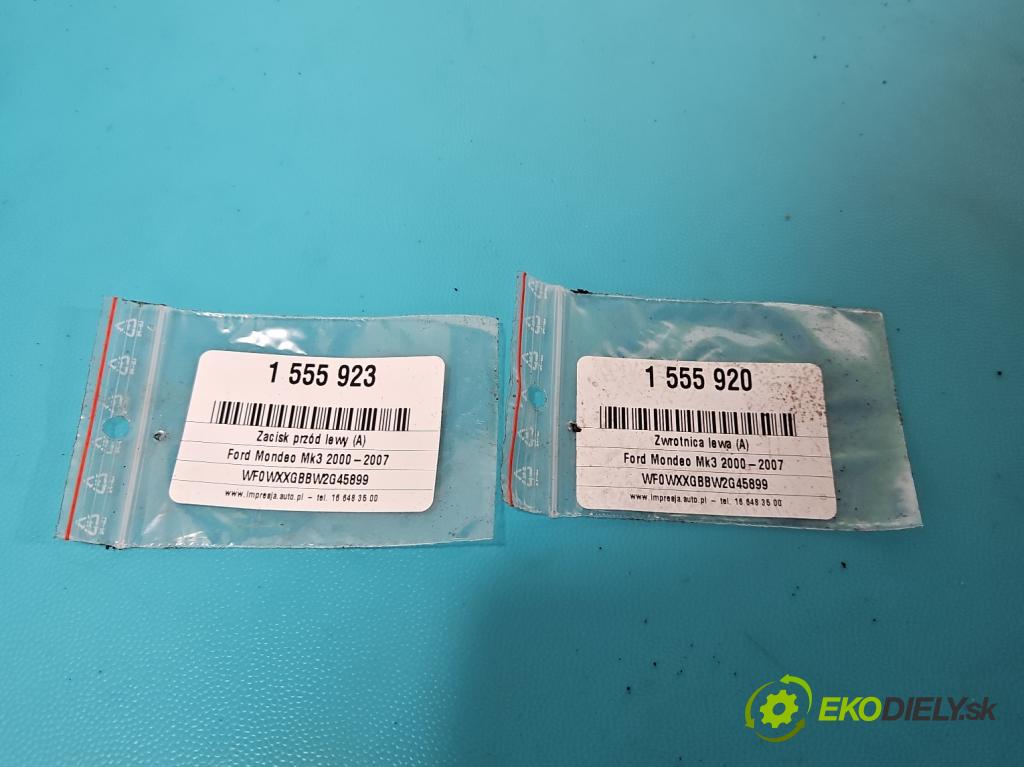 1 555 923
Zacisk przód lewy (A)
Ford Mondeo Mk3 2000–2007
WF0WXXGBBW2G45899
www.impresja.auto.pl – tel. 16 648 35 00
1 555 920
Zwrotnica lewa (A)
Ford Mondeo Mk3 2000–2007
WF0WXXGBBW2G45899
www.impresja.auto.pl – tel. 16 648 35 00
EKODIELY.sk